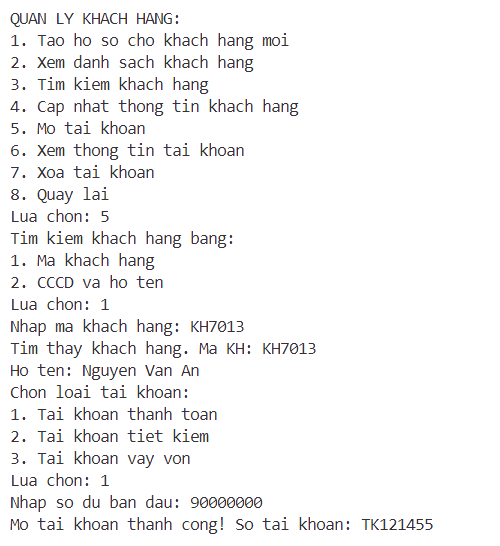 QUAN LY KHACH HANG:
1. Tao ho so cho khach hang moi
2. Xem danh sach khach hang
3. Tim kiem khach hang
4. Cap nhat thong tin khach hang
5. Mo tai khoan
6. Xem thong tin tai khoan
7. Xoa tai khoan
8. Quay lai
Lua chon: 5
Tim kiem khach hang bang:
1. Ma khach hang
2. CCCD va ho ten
Lua chon: 1
Nhap ma khach hang: KH7013
Tim thay khach hang. Ma KH: KH7013
Ho ten: Nguyen Van An
Chon loai tai khoan:
1. Tai khoan thanh toan
2. Tai khoan tiet kiem
3. Tai khoan vay von
Lua chon: 1
Nhap so du ban dau: 90000000
Mo tai khoan thanh cong! So tai khoan: TK121455